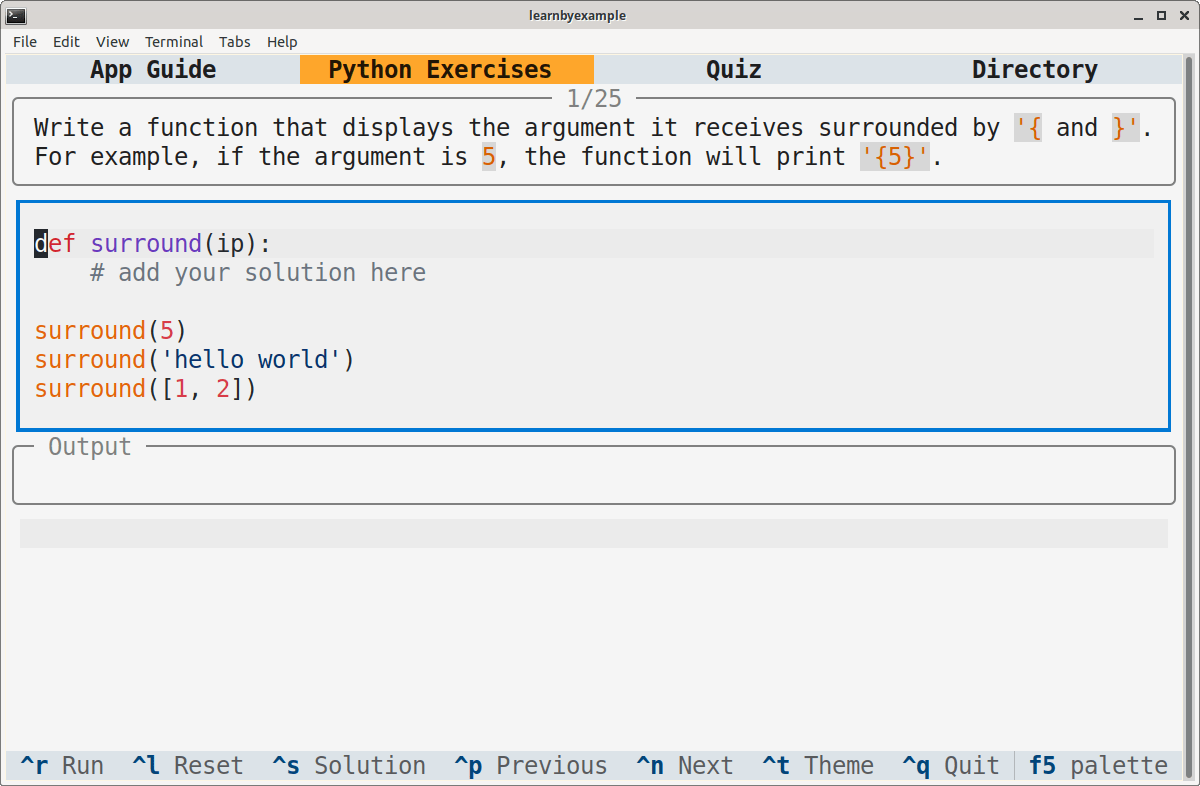 learnbyexample
File Edit View Terminal Tabs Help
App Guide Python Exercises Quiz Directory
1/25
Write a function that displays the argument it receives surrounded by '{ and }'.
For example, if the argument is 5, the function will print '{5}'.
def surround(ip):
    # add your solution here
surround(5)
surround('hello world')
surround([1, 2])
Output
^r Run ^l Reset ^s Solution ^p Previous ^n Next ^t Theme ^q Quit f5 palette